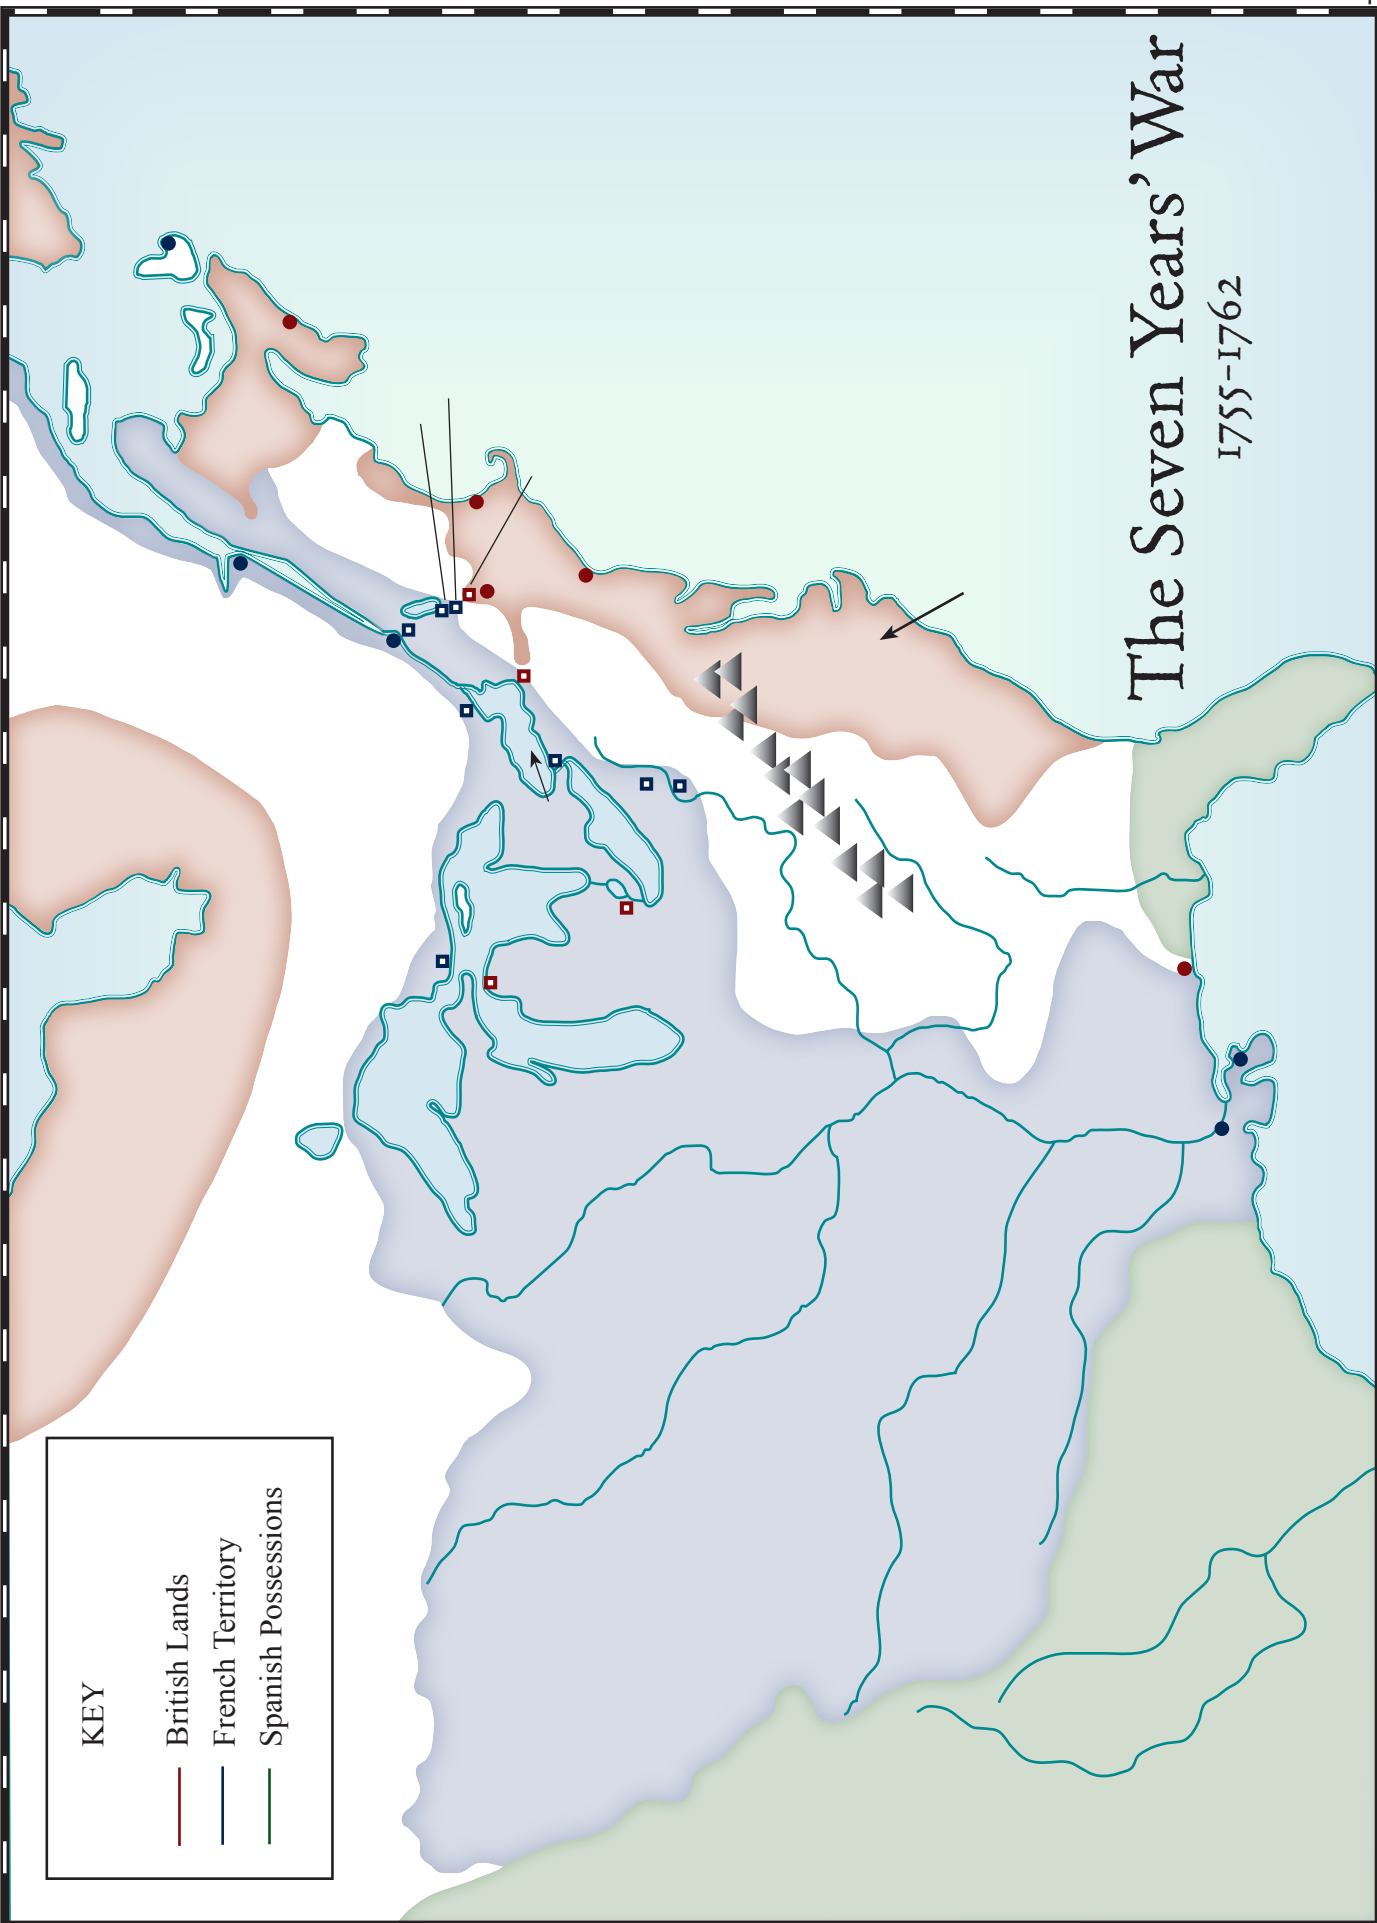 The Seven Years' War
1755-1762
KEY
British Lands
French Territory
Spanish Possessions